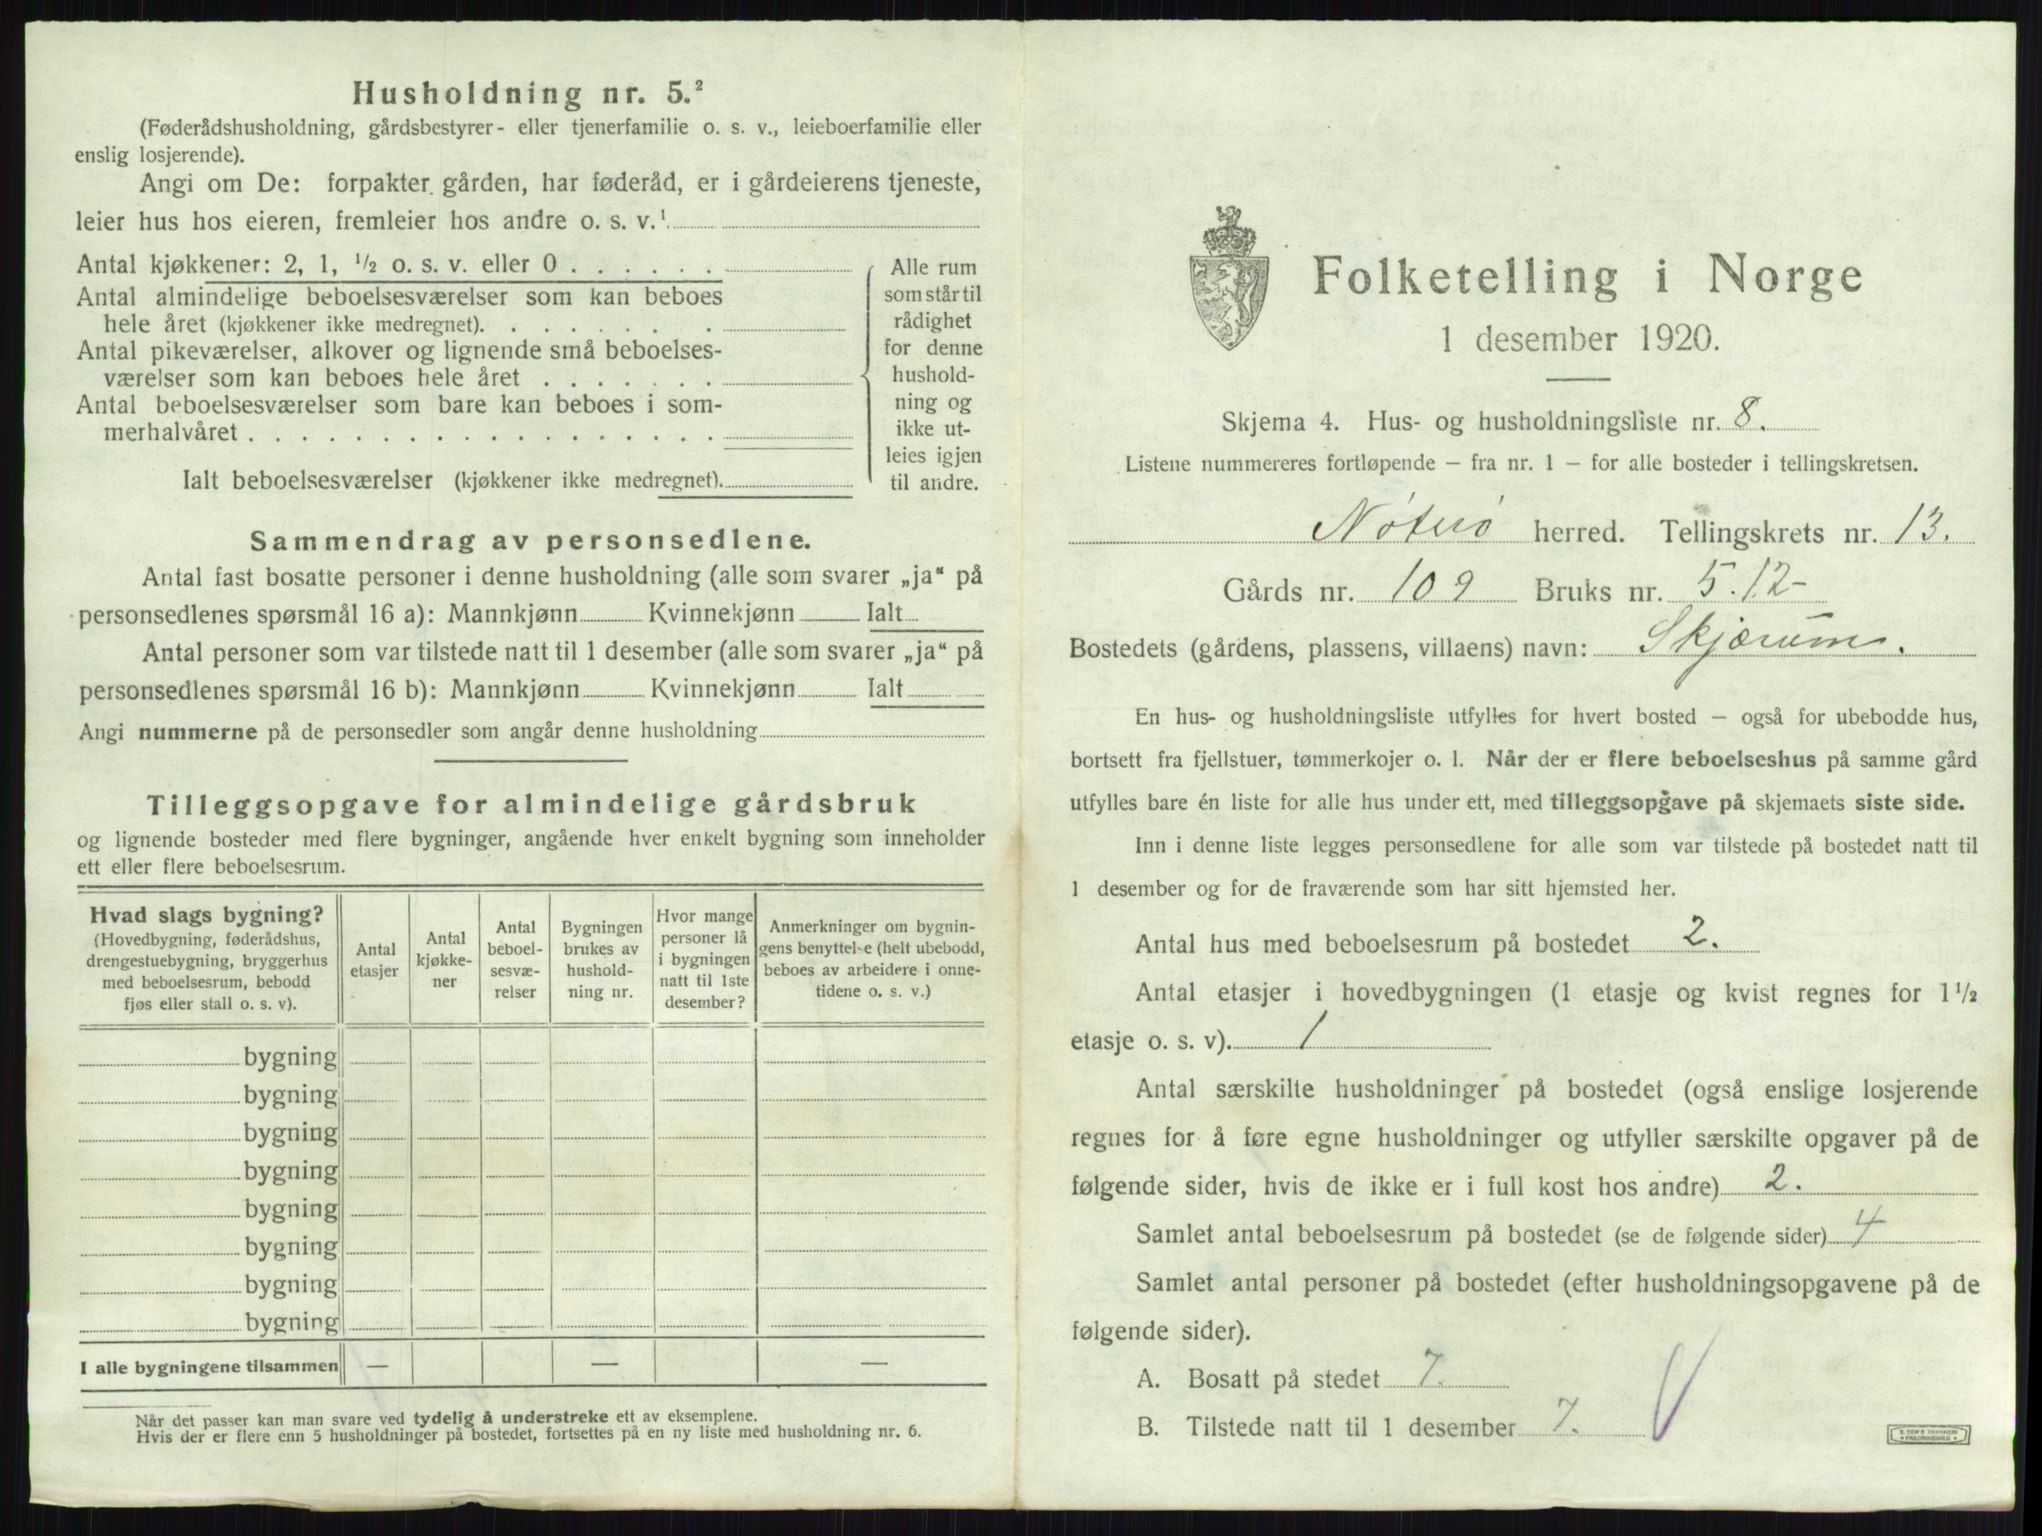 Husholdning nr. 5.²
(Føderådshusholdning, gårdsbestyrer- eller tjenerfamilie o. s. v., leieboerfamilie eller
enslig losjerende).
Angi om De: forpakter gården, har føderåd, er i gårdeierens tjeneste,
leier hus hos eieren, fremleier hos andre o. s. v.¹
Antal kjøkkener: 2, 1, ½ o. s. v. eller 0 . . . . . .
Antal almindelige beboelsesværelser som kan beboes
hele året (kjøkkener ikke medregnet). . . . . . . . .
Antal pikeværelser, alkover og lignende små beboelses-
værelser som kan beboes hele året . . . . . . .
Antal beboelsesværelser som bare kan beboes i som-
merhalvåret . . . . . . . . . . . . . . . . . .
Ialt beboelsesværelser (kjøkkener ikke medregnet).
Alle rum
som står til
rådighet
for denne
hushold-
ning og
ikke ut-
leies igjen
til andre.
Sammendrag av personsedlene.
Antal fast bosatte personer i denne husholdning (alle som svarer „ja“ på
personsedlenes spørsmål 16 a): Mannkjønn Kvinnekjønn Ialt
Antal personer som var tilstede natt til 1 desember (alle som svarer „ja“ på
personsedlenes spørsmål 16 b): Mannkjønn Kvinnekjønn Ialt
Angi nummerne på de personsedler som angår denne husholdning
Tilleggsopgave for almindelige gårdsbruk
og lignende bosteder med flere bygninger, angående hver enkelt bygning som inneholder
ett eller flere beboelsesrum.
Hvad slags bygning?
(Hovedbygning, føderådshus,
drengestuebygning, bryggerhus
med beboelsesrum, bebodd
fjøs eller stall o. s. v).
Antal
etasjer
Antal
kjøkke-
ner
Antal
beboel-
sesvæ-
relser
Bygningen
brukes av
hushold-
ning nr.
Hvor mange
personer lå
i bygningen
natt til 1ste
desember?
Anmerkninger om bygnin-
gens benyttelse (helt ubebodd,
beboes av arbeidere i onne-
tidene o. s. v.)
bygning
bygning
bygning
bygning
bygning
bygning
bygning
bygning
I alle bygningene tilsammen — — —
Når det passer kan man svare ved tydelig å understreke ett av eksemplene.
Hvis der er flere enn 5 husholdninger på bostedet, fortsettes på en ny liste med husholdning nr. 6.
Folketelling i Norge
1 desember 1920.
Skjema 4. Hus- og husholdningsliste nr. 8.
Listene nummereres fortløpende – fra nr. 1 – for alle bosteder i tellingskretsen.
Nøterø herred. Tellingskrets nr. 13.
Gårds nr. 109 Bruks nr. 5.12-
Bostedets (gårdens, plassens, villaens) navn: Skjærum.
En hus- og husholdningsliste utfylles for hvert bosted – også for ubebodde hus,
bortsett fra fjellstuer, tømmerkojer o. l. Når der er flere beboelseshus på samme gård
utfylles bare én liste for alle hus under ett, med tilleggsopgave på skjemaets siste side.
Inn i denne liste legges personsedlene for alle som var tilstede på bostedet natt til
1 desember og for de fraværende som har sitt hjemsted her.
Antal hus med beboelsesrum på bostedet 2.
Antal etasjer i hovedbygningen (1 etasje og kvist regnes for 1½
etasje o. s. v). 1
Antal særskilte husholdninger på bostedet (også enslige losjerende
regnes for å føre egne husholdninger og utfyller særskilte opgaver på de
følgende sider, hvis de ikke er i full kost hos andre) 2.
Samlet antal beboelsesrum på bostedet (se de følgende sider) 4
Samlet antal personer på bostedet (efter husholdningsopgavene på de
følgende sider).
A. Bosatt på stedet 7.
B. Tilstede natt til 1 desember 7.